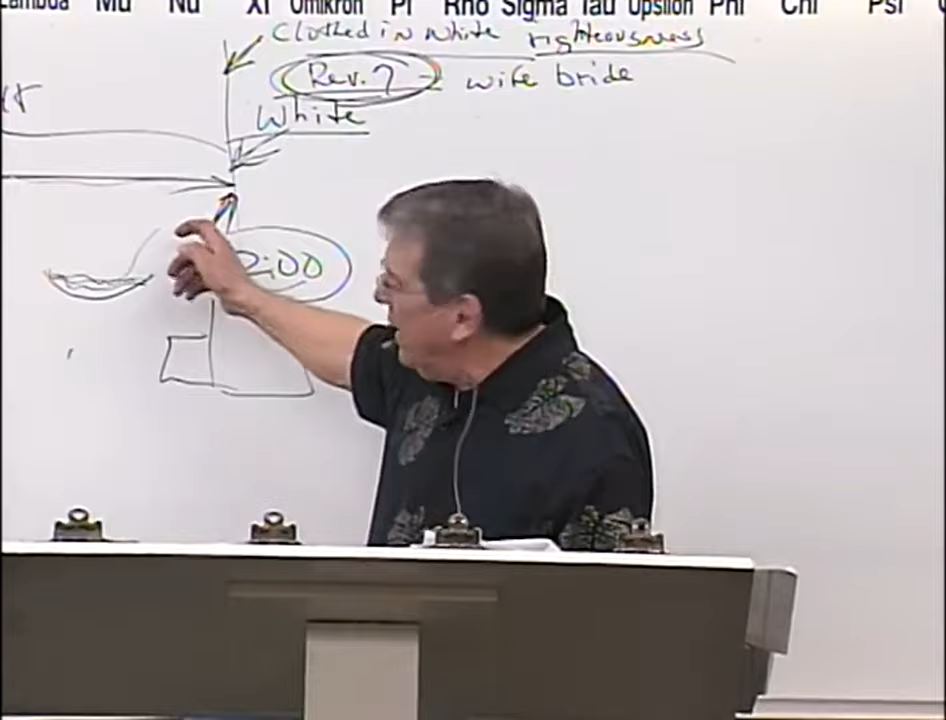 Lambda Mu Nu Xi Omikron Pi Rho Sigma Tau Upsilon Phi Chi Psi
Clothed in white righteousness
Rev. 7 - wife bride
White
2:00